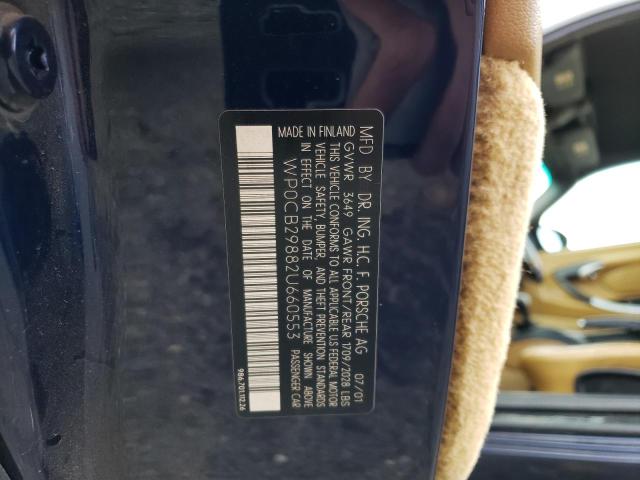 MFD BY DR. ING. H.C. F. PORSCHE AG 07/01
GVWR 3649 GAWR FRONT/REAR 1709/2028 LBS
THIS VEHICLE CONFORMS TO ALL APPLICABLE US FEDERAL MOTOR
VEHICLE SAFETY, BUMPER, AND THEFT PREVENTION STANDARDS
IN EFFECT ON THE DATE OF MANUFACTURE SHOWN ABOVE
MADE IN FINLAND
WP0CB29882U660553
PASSENGER CAR
986.701.112.26